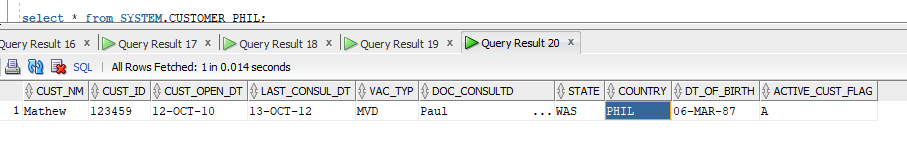 select * from SYSTEM.CUSTOMER PHIL;
Query Result 16 x Query Result 17 x Query Result 18 x Query Result 19 x Query Result 20 x
SQL | All Rows Fetched: 1 in 0.014 seconds
CUST_NM CUST_ID CUST_OPEN_DT LAST_CONSUL_DT VAC_TYP DOC_CONSULTD STATE COUNTRY DT_OF_BIRTH ACTIVE_CUST_FLAG
1 Mathew 123459 12-OCT-10 13-OCT-12 MVD Paul ... WAS PHIL 06-MAR-87 A